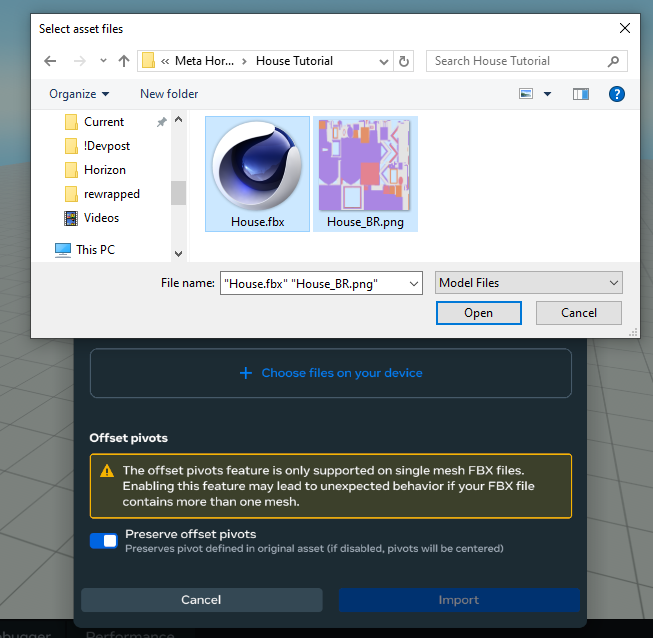 Select asset files
« Meta Hor... > House Tutorial
Search House Tutorial
Organize
New folder
Current
!Devpost
Horizon
rewrapped
Videos
This PC
House.fbx
House_BR.png
File name:
"House.fbx" "House_BR.png"
Model Files
Open
Cancel
+ Choose files on your device
Offset pivots
The offset pivots feature is only supported on single mesh FBX files.
Enabling this feature may lead to unexpected behavior if your FBX file
contains more than one mesh.
Preserve offset pivots
Preserves pivot defined in original asset (if disabled, pivots will be centered)
Cancel
Import
Performance